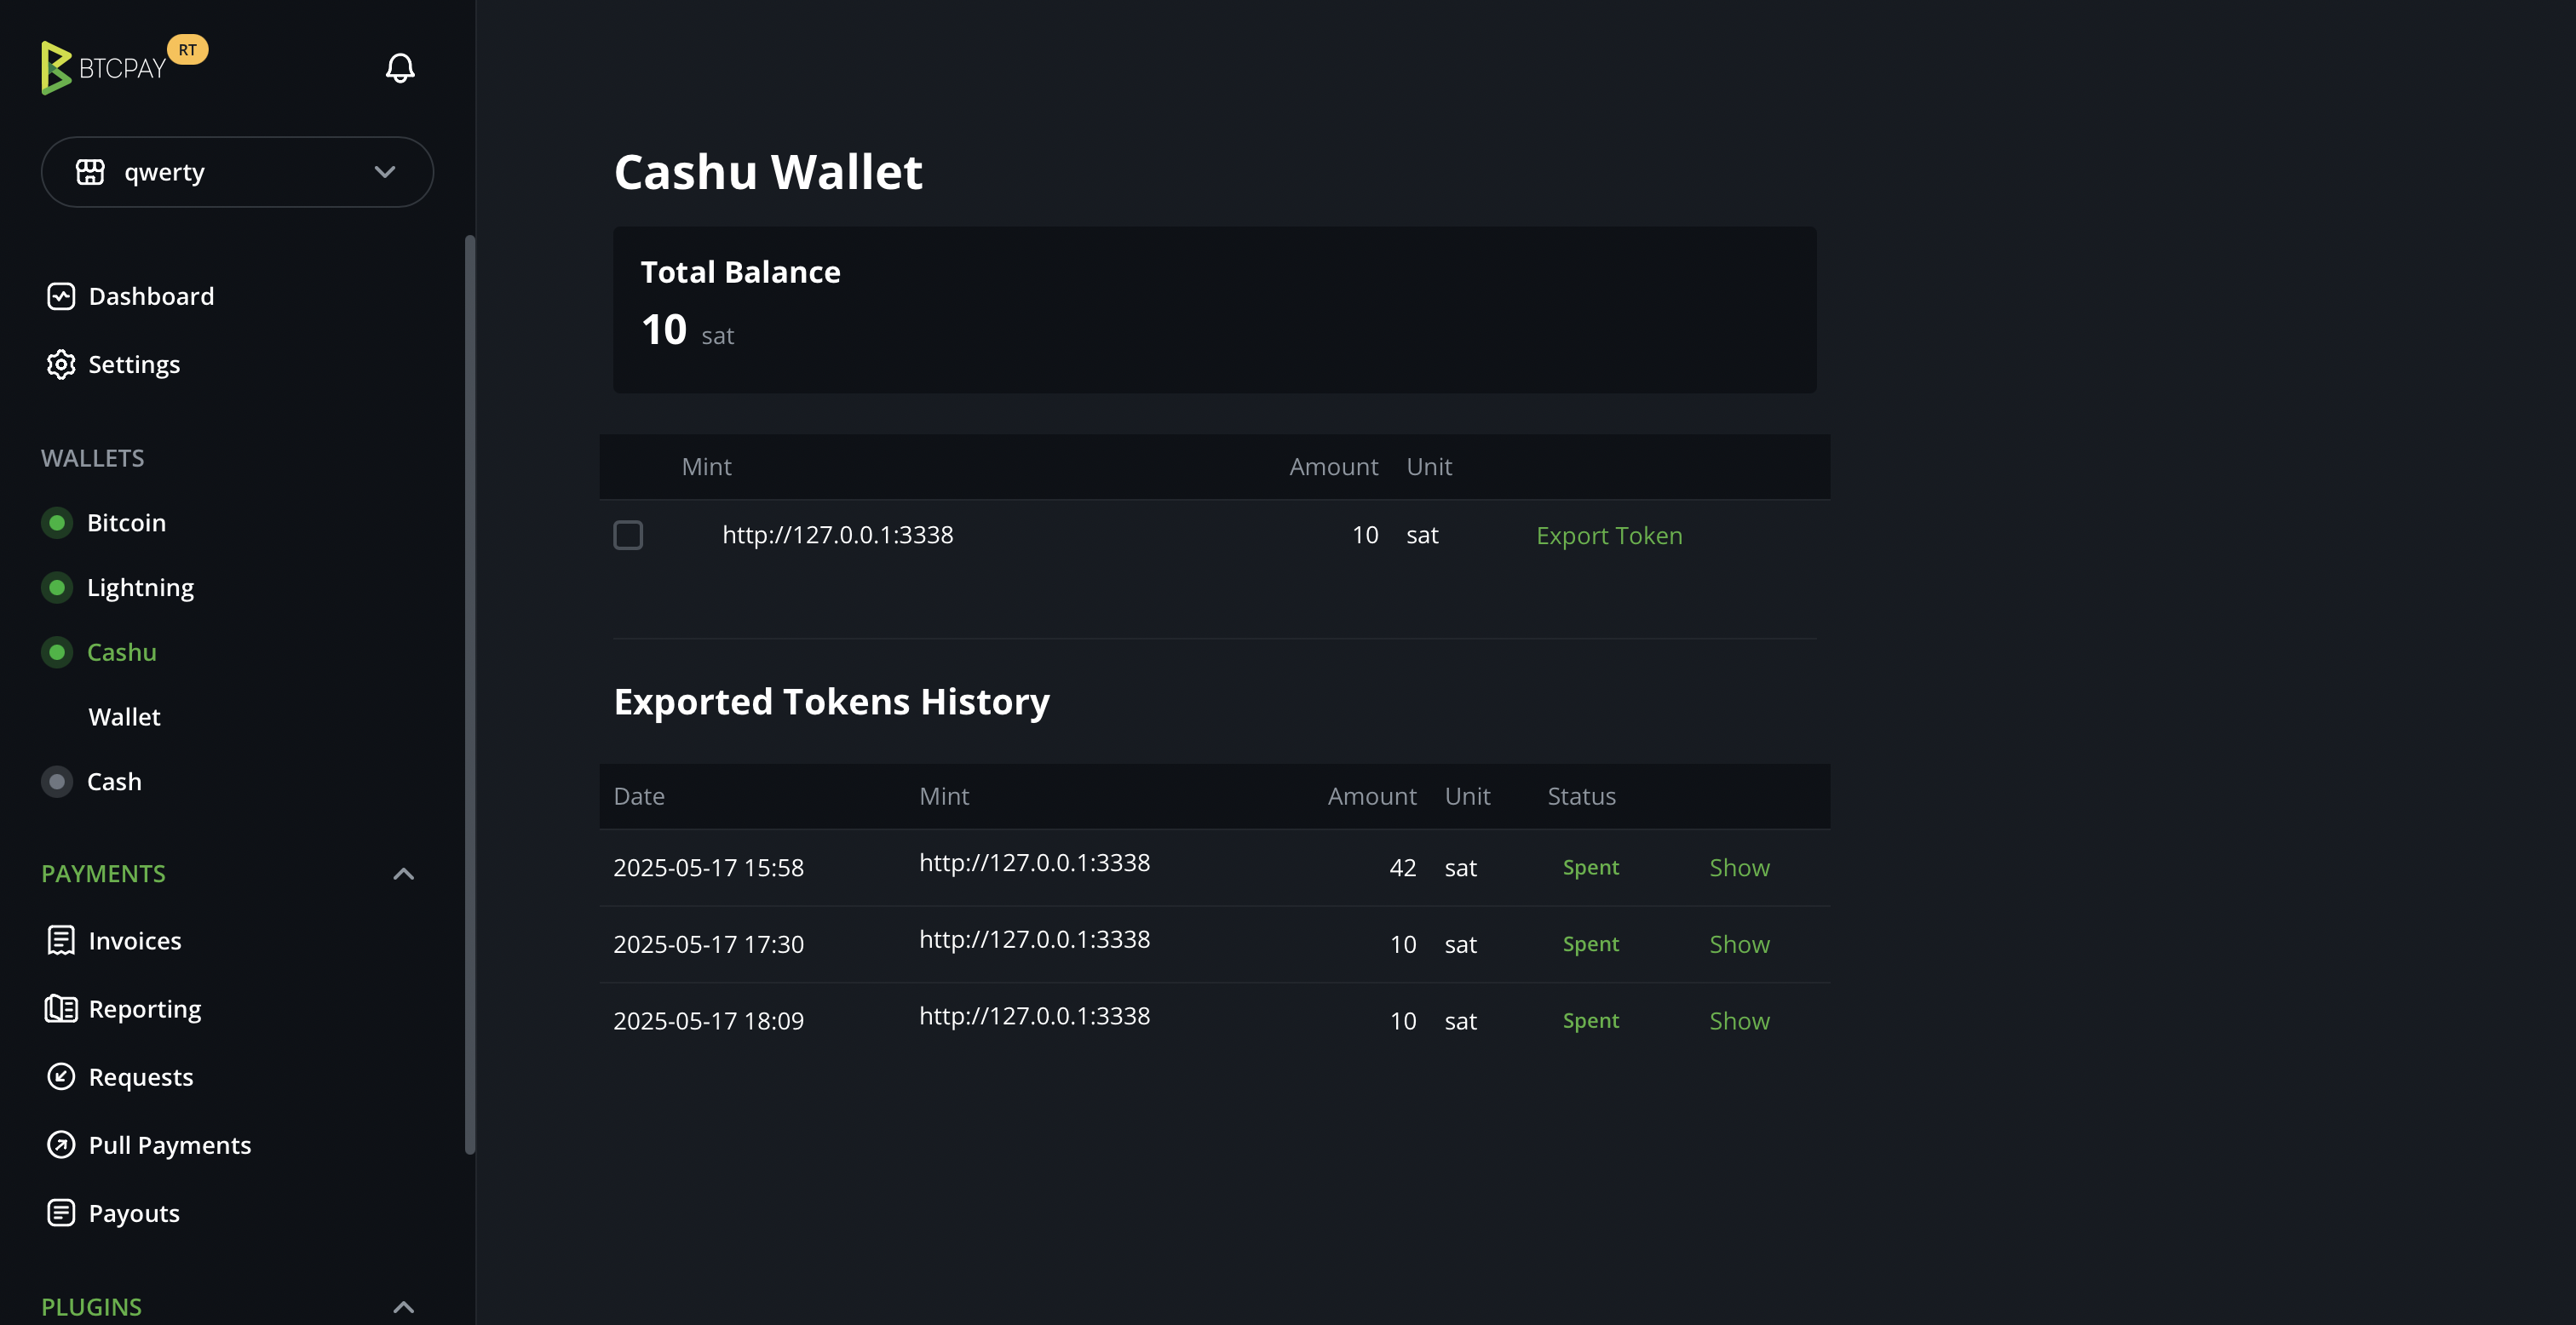 BTCPAY RT
qwerty
Dashboard
Settings
WALLETS
Bitcoin
Lightning
Cashu
Wallet
Cash
PAYMENTS
Invoices
Reporting
Requests
Pull Payments
Payouts
PLUGINS
Cashu Wallet
Total Balance
10 sat
Mint Amount Unit
http://127.0.0.1:3338 10 sat Export Token
Exported Tokens History
Date Mint Amount Unit Status
2025-05-17 15:58 http://127.0.0.1:3338 42 sat Spent Show
2025-05-17 17:30 http://127.0.0.1:3338 10 sat Spent Show
2025-05-17 18:09 http://127.0.0.1:3338 10 sat Spent Show